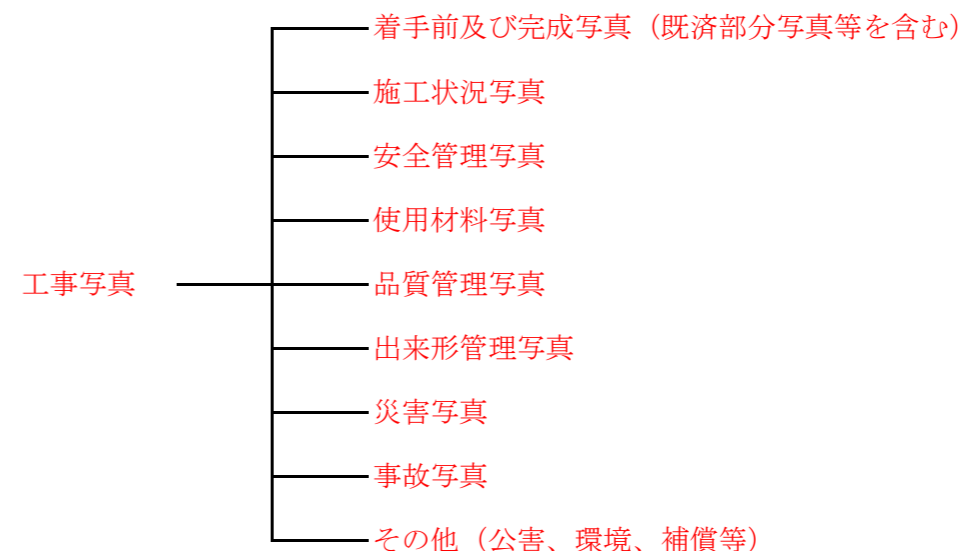 工事写真
着手前及び完成写真（既済部分写真等を含む）
施工状況写真
安全管理写真
使用材料写真
品質管理写真
出来形管理写真
災害写真
事故写真
その他（公害、環境、補償等）